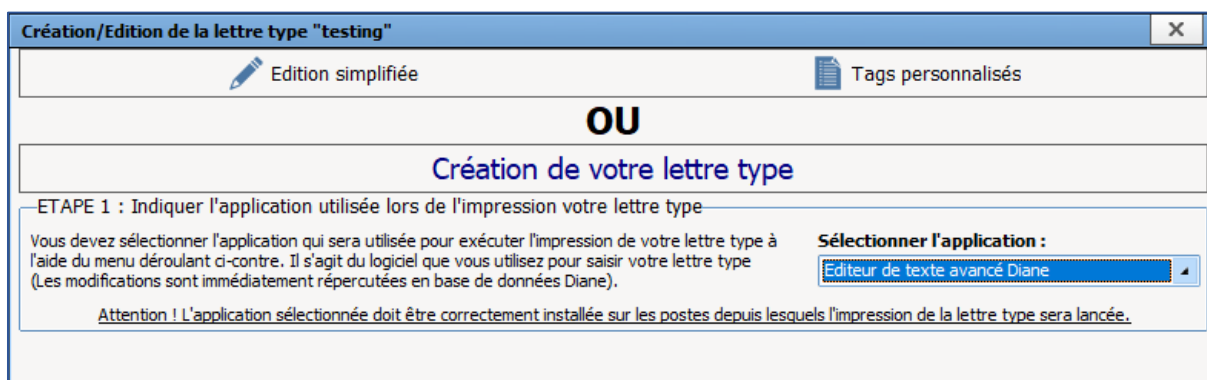 Création/Edition de la lettre type "testing"
Edition simplifiée
Tags personnalisés
OU
Création de votre lettre type
ETAPE 1 : Indiquer l'application utilisée lors de l'impression votre lettre type
Vous devez sélectionner l'application qui sera utilisée pour exécuter l'impression de votre lettre type à
l'aide du menu déroulant ci-contre. Il s'agit du logiciel que vous utilisez pour saisir votre lettre type
(Les modifications sont immédiatement répercutées en base de données Diane).
Sélectionner l'application :
Editeur de texte avancé Diane
Attention ! L'application sélectionnée doit être correctement installée sur les postes depuis lesquels l'impression de la lettre type sera lancée.